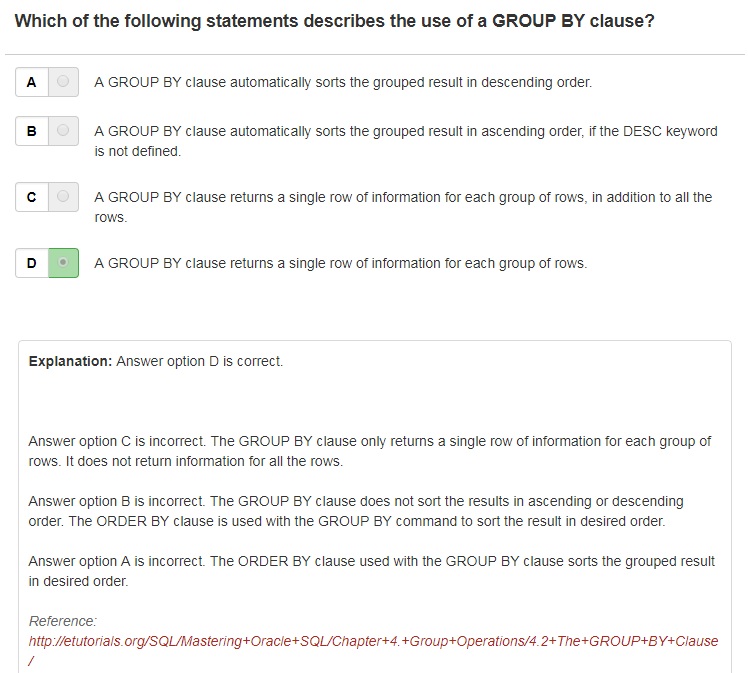 Which of the following statements describes the use of a GROUP BY clause?
A A GROUP BY clause automatically sorts the grouped result in descending order.
B A GROUP BY clause automatically sorts the grouped result in ascending order, if the DESC keyword
is not defined.
C A GROUP BY clause returns a single row of information for each group of rows, in addition to all the
rows.
D A GROUP BY clause returns a single row of information for each group of rows.
Explanation: Answer option D is correct.
Answer option C is incorrect. The GROUP BY clause only returns a single row of information for each group of
rows. It does not return information for all the rows.
Answer option B is incorrect. The GROUP BY clause does not sort the results in ascending or descending
order. The ORDER BY clause is used with the GROUP BY command to sort the result in desired order.
Answer option A is incorrect. The ORDER BY clause used with the GROUP BY clause sorts the grouped result
in desired order.
Reference:
http://etutorials.org/SQL/Mastering+Oracle+SQL/Chapter+4.+Group+Operations/4.2+The+GROUP+BY+Clause
/